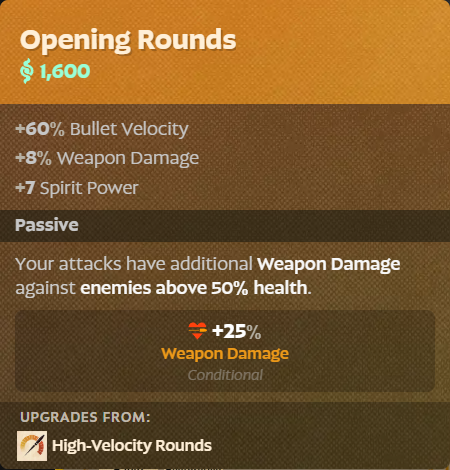 Opening Rounds
1,600
+60% Bullet Velocity
+8% Weapon Damage
+7 Spirit Power
Passive
Your attacks have additional Weapon Damage
against enemies above 50% health.
+25%
Weapon Damage
Conditional
UPGRADES FROM:
High-Velocity Rounds